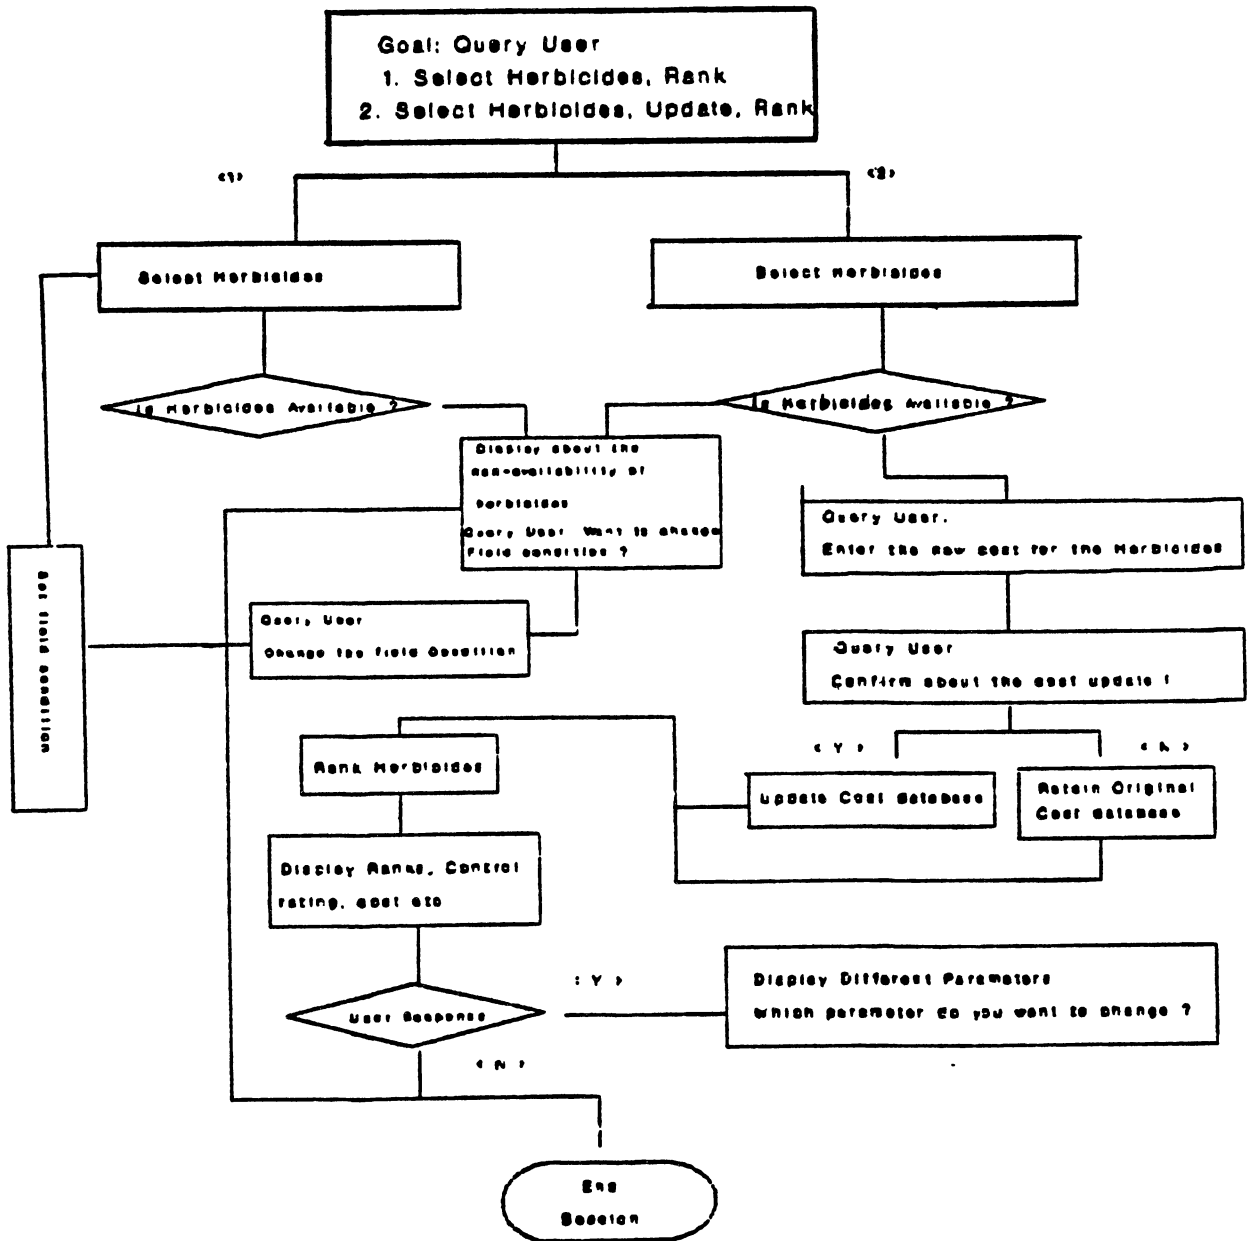 Goal: Query User
1. Select Herbicides, Rank
2. Select Herbicides, Update, Rank
<1>
<2>
Select Herbicides
Select Herbicides
Is Herbicides Available ?
Is Herbicides Available ?
Display about the
non-availability of
herbicides
Query User. Want to change
Field condition ?
Query User.
Enter the new cost for the Herbicides
Get field condition
Query User
Change the field Condition
Query User
Confirm about the cost update !
< Y >
< N >
Rank Herbicides
Update Cost database
Retain Original
Cost database
Display Ranks, Control
rating, cost etc
< Y >
Display Different Parameters
Which parameter do you want to change ?
User Response
< N >
End
Session